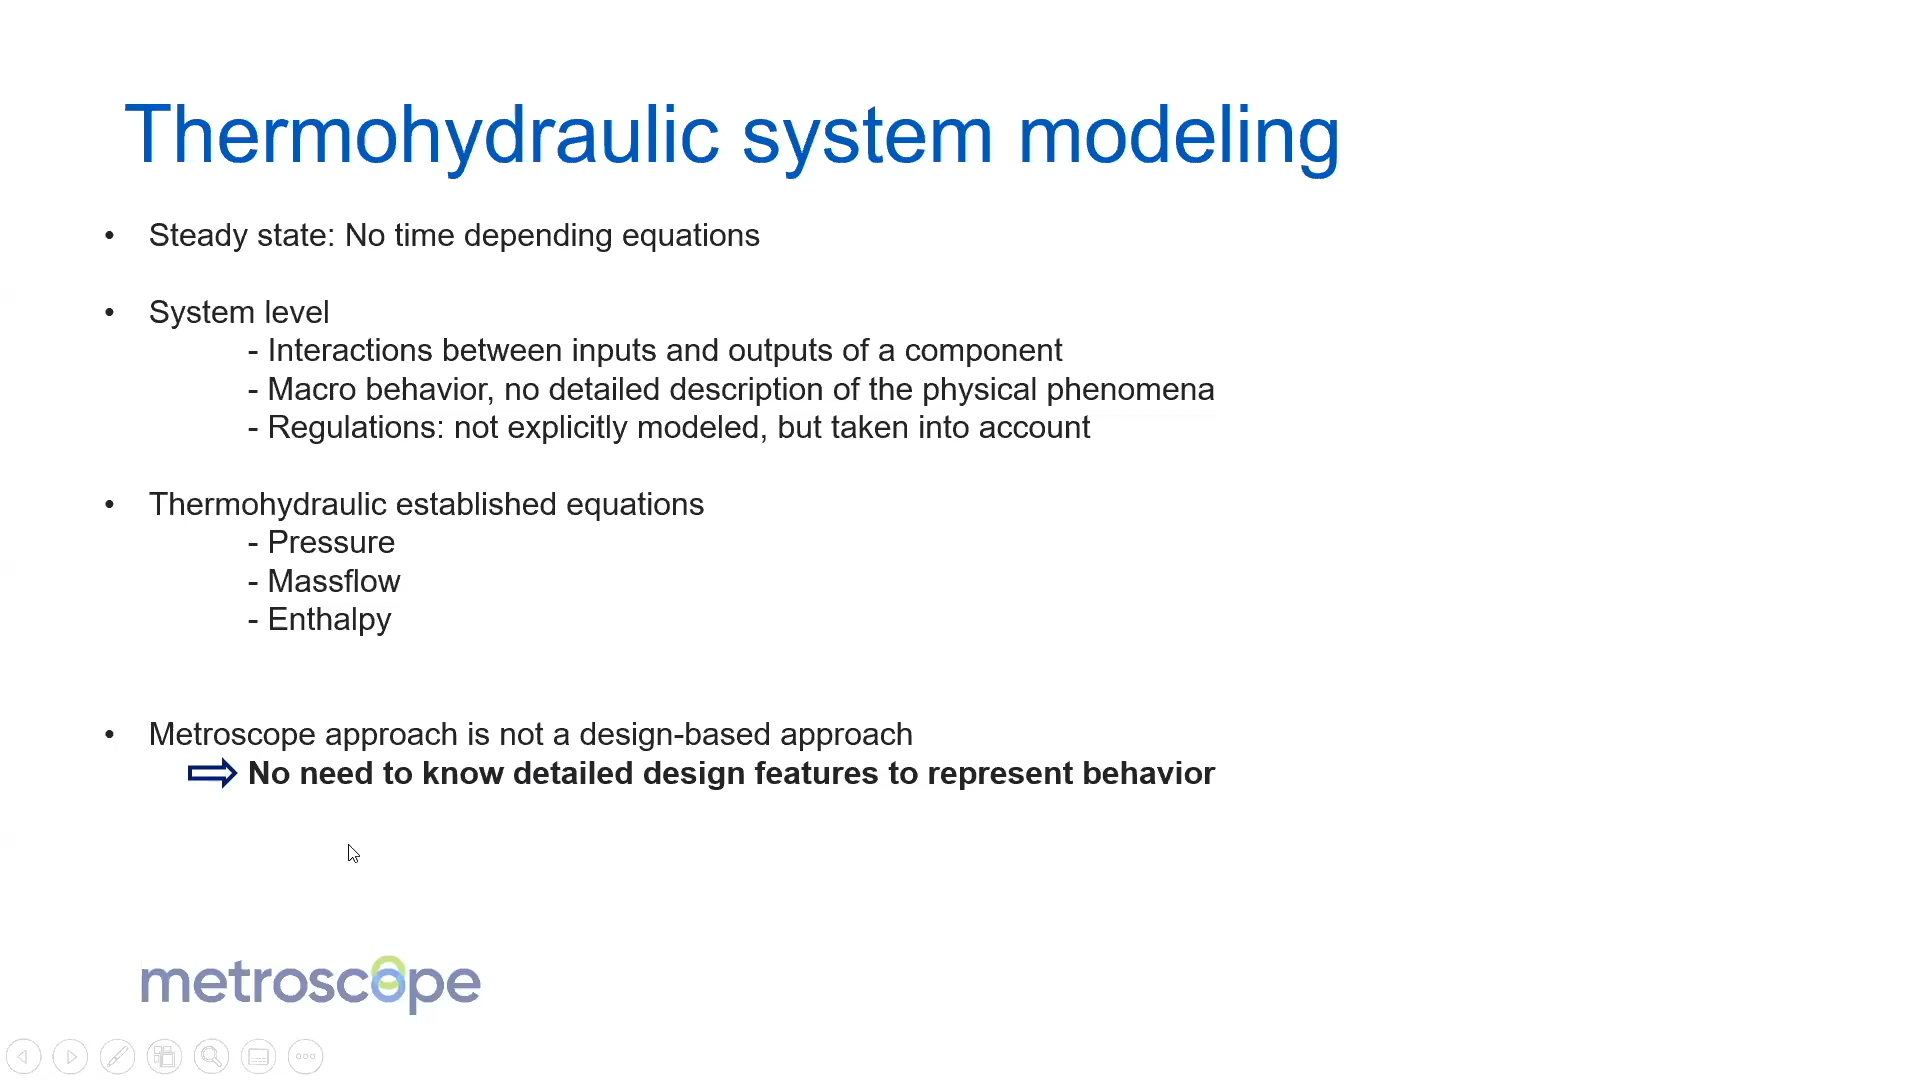 Thermohydraulic system modeling
• Steady state: No time depending equations
• System level
- Interactions between inputs and outputs of a component
- Macro behavior, no detailed description of the physical phenomena
- Regulations: not explicitly modeled, but taken into account
• Thermohydraulic established equations
- Pressure
- Massflow
- Enthalpy
• Metroscope approach is not a design-based approach
No need to know detailed design features to represent behavior
metroscope